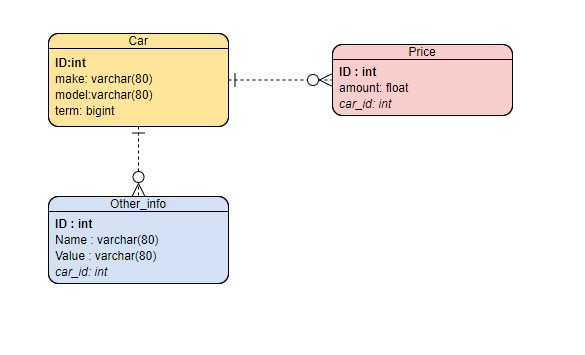 Car
ID:int
make: varchar(80)
model:varchar(80)
term: bigint
Price
ID : int
amount: float
car_id: int
Other_info
ID : int
Name : varchar(80)
Value : varchar(80)
car_id: int